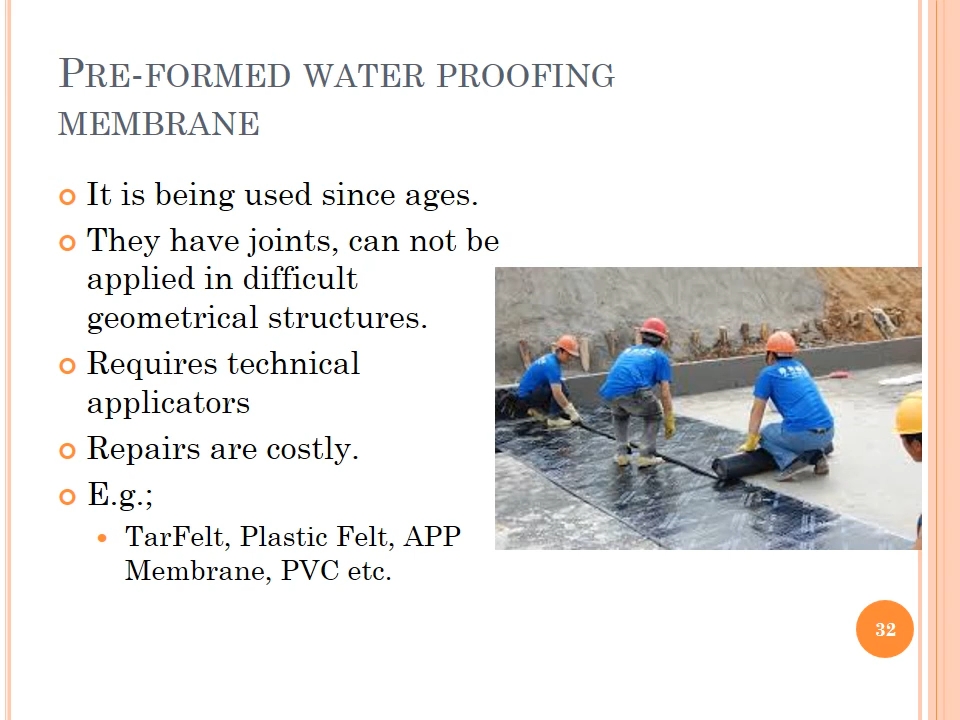 PRE-FORMED WATER PROOFING
MEMBRANE
It is being used since ages.
They have joints, can not be
applied in difficult
geometrical structures.
Requires technical
applicators
Repairs are costly.
E.g.;
TarFelt, Plastic Felt, APP
Membrane, PVC etc.
32